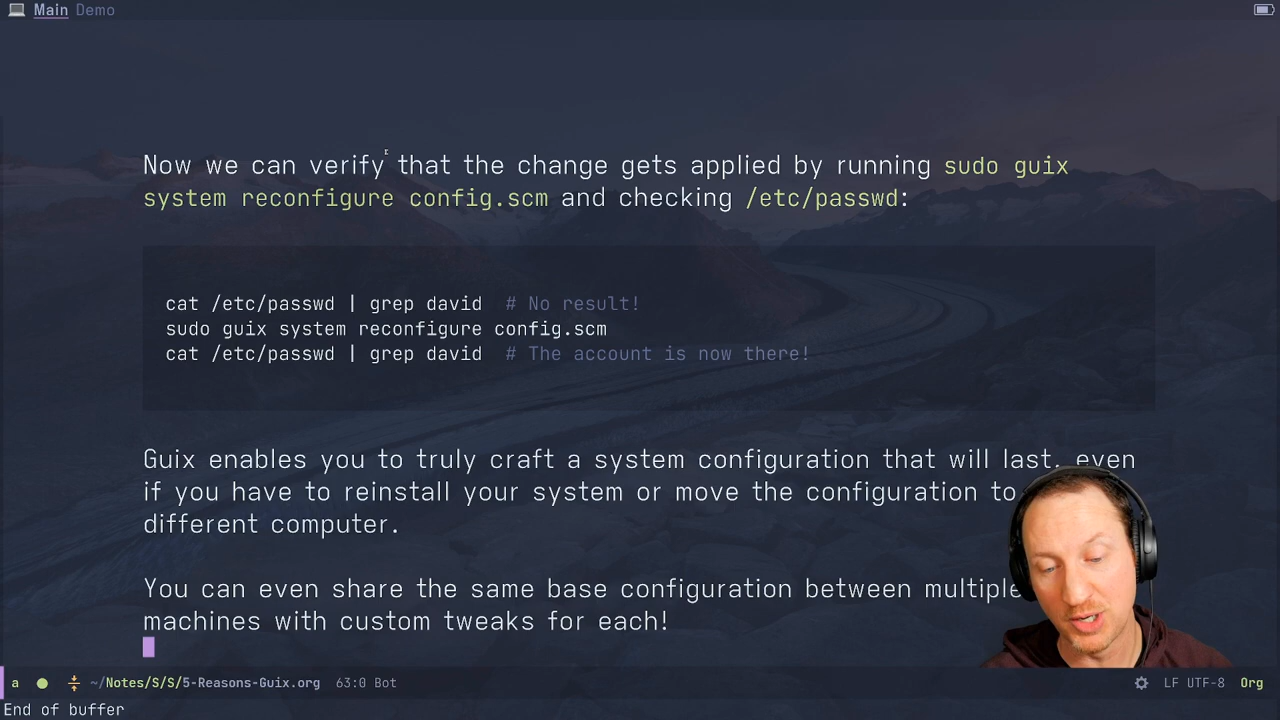 Main Demo
Now we can verify that the change gets applied by running sudo guix
system reconfigure config.scm and checking /etc/passwd:
cat /etc/passwd | grep david  # No result!
sudo guix system reconfigure config.scm
cat /etc/passwd | grep david  # The account is now there!
Guix enables you to truly craft a system configuration that will last, even
if you have to reinstall your system or move the configuration to
different computer.
You can even share the same base configuration between multiple
machines with custom tweaks for each!
a ~/Notes/S/S/5-Reasons-Guix.org 63:0 Bot LF UTF-8 Org
End of buffer